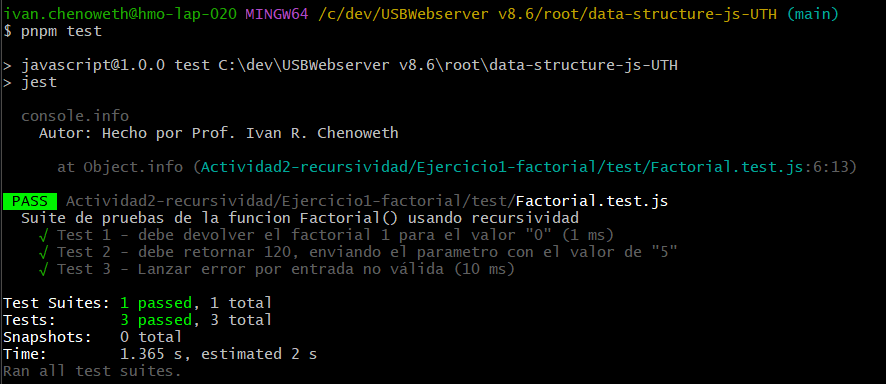 ivan.chenoweth@hmo-lap-020 MINGW64 /c/dev/USBWebserver v8.6/root/data-structure-js-UTH (main)
$ pnpm test
> javascript@1.0.0 test C:\dev\USBWebserver v8.6\root\data-structure-js-UTH
> jest
console.info
Autor: Hecho por Prof. Ivan R. Chenoweth
at Object.info (Actividad2-recursividad/Ejercicio1-factorial/test/Factorial.test.js:6:13)
PASS Actividad2-recursividad/Ejercicio1-factorial/test/Factorial.test.js
Suite de pruebas de la funcion Factorial() usando recursividad
√ Test 1 - debe devolver el factorial 1 para el valor "0" (1 ms)
√ Test 2 - debe retornar 120, enviando el parametro con el valor de "5"
√ Test 3 - Lanzar error por entrada no válida (10 ms)
Test Suites: 1 passed, 1 total
Tests: 3 passed, 3 total
Snapshots: 0 total
Time: 1.365 s, estimated 2 s
Ran all test suites.